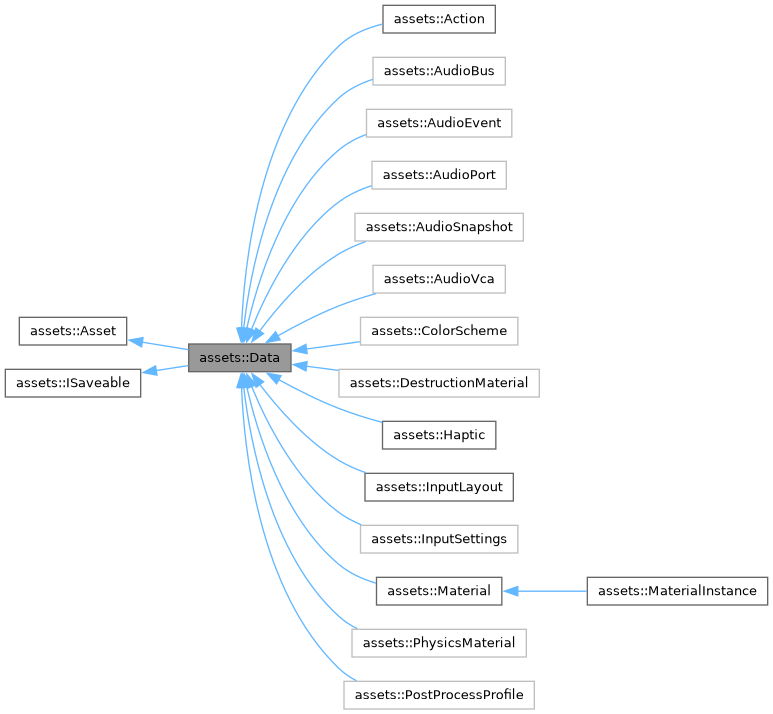 assets::Action
assets::AudioBus
assets::AudioEvent
assets::AudioPort
assets::AudioSnapshot
assets::AudioVca
assets::Asset
assets::ColorScheme
assets::Data
assets::ISaveable
assets::DestructionMaterial
assets::Haptic
assets::InputLayout
assets::InputSettings
assets::Material
assets::MaterialInstance
assets::PhysicsMaterial
assets::PostProcessProfile